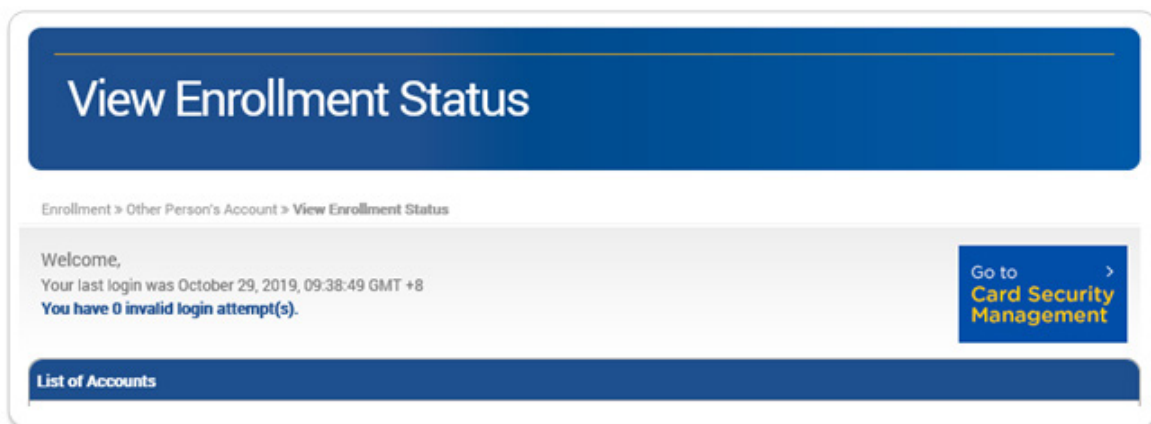 View Enrollment Status
Enrollment » Other Person's Account » View Enrollment Status
Welcome,
Your last login was October 29, 2019, 09:38:49 GMT +8
You have 0 invalid login attempt(s).
Go to >
Card Security
Management
List of Accounts